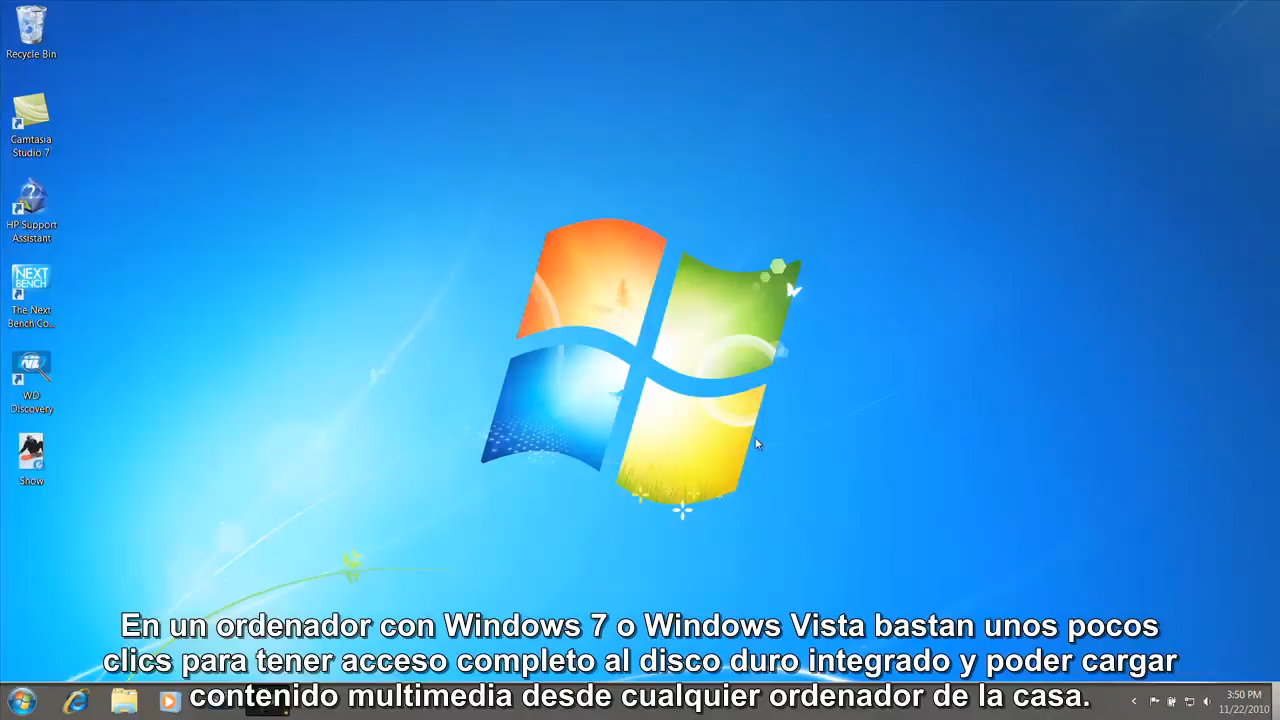 Recycle Bin
Camtasia
Studio 7
HP Support
Assistant
NEXT
BENCH
The Next
Bench Co...
WD
Discovery
Snow
En un ordenador con Windows 7 o Windows Vista bastan unos pocos
clics para tener acceso completo al disco duro integrado y poder cargar
contenido multimedia desde cualquier ordenador de la casa.
3:50 PM
11/22/2010